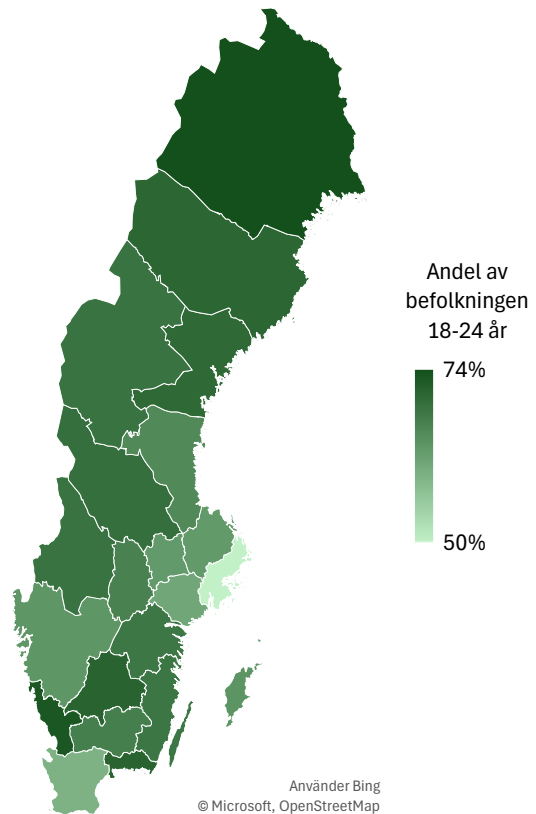 Andel av
befolkningen
18-24 år
74%
50%
Använder Bing
© Microsoft, OpenStreetMap